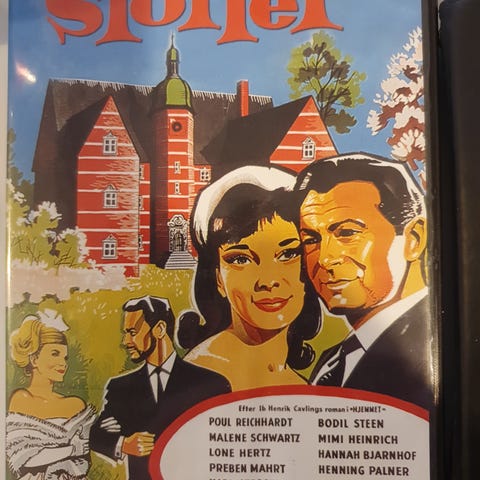 Efter Ib Henrik Cavlings roman i "HJEMMET"
POUL REICHHARDT
MALENE SCHWARTZ
LONE HERTZ
PREBEN MAHRT
BODIL STEEN
MIMI HEINRICH
HANNAH BJARNHOF
HENNING PALNER